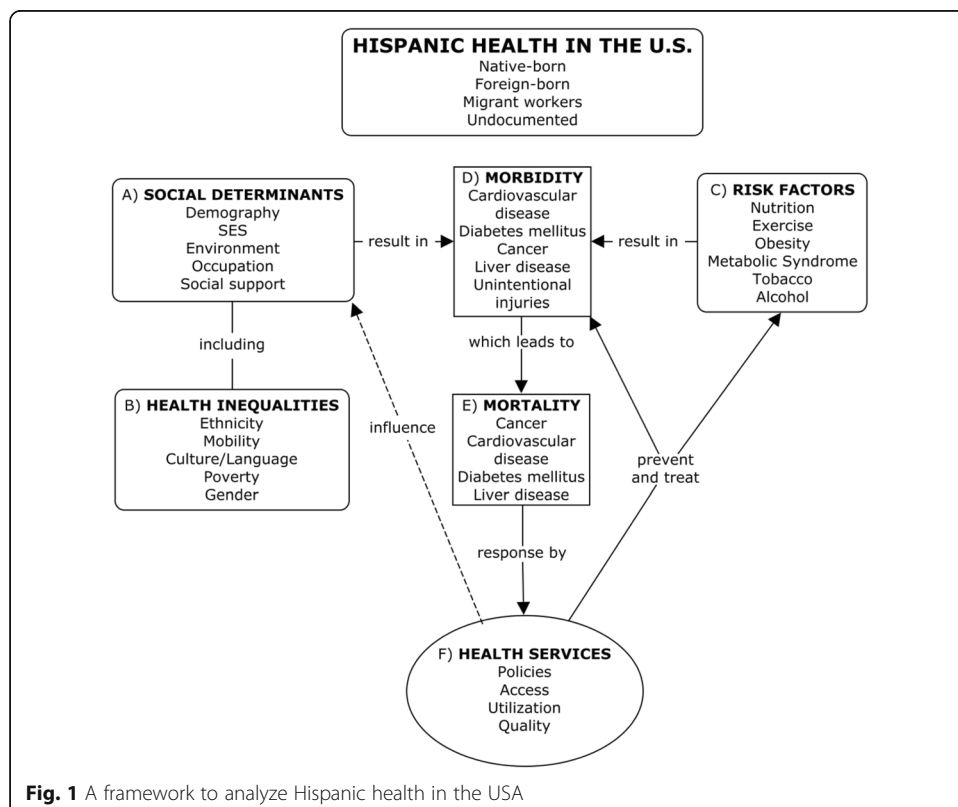 HISPANIC HEALTH IN THE U.S.
Native-born
Foreign-born
Migrant workers
Undocumented
A) SOCIAL DETERMINANTS
Demography
SES
Environment
Occupation
Social support
result in
D) MORBIDITY
Cardiovascular
disease
Diabetes mellitus
Cancer
Liver disease
Unintentional
injuries
result in
C) RISK FACTORS
Nutrition
Exercise
Obesity
Metabolic Syndrome
Tobacco
Alcohol
including
which leads to
B) HEALTH INEQUALITIES
Ethnicity
Mobility
Culture/Language
Poverty
Gender
influence
E) MORTALITY
Cancer
Cardiovascular
disease
Diabetes mellitus
Liver disease
prevent
and treat
response by
F) HEALTH SERVICES
Policies
Access
Utilization
Quality
Fig. 1 A framework to analyze Hispanic health in the USA